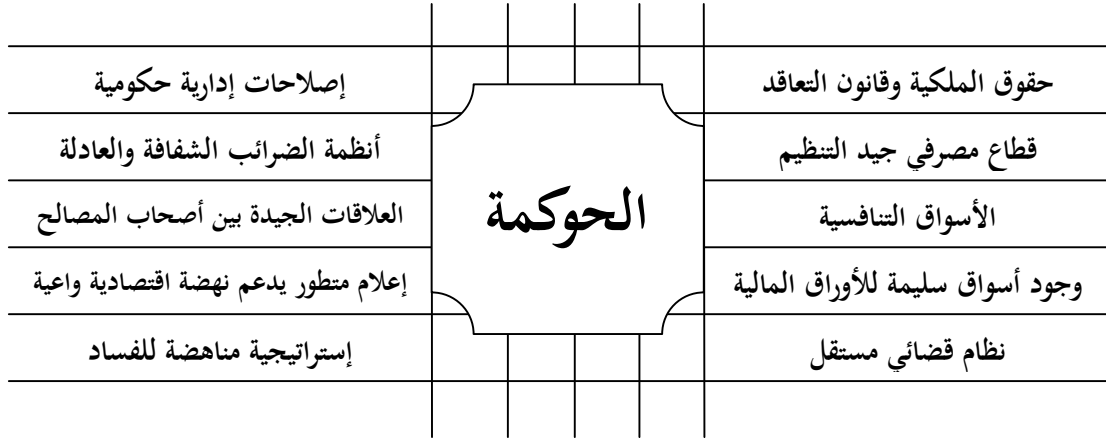 حقوق الملكية وقانون التعاقد
قطاع مصرفي جيد التنظيم
الأسواق التنافسية
وجود أسواق سليمة للأوراق المالية
نظام قضائي مستقل
الحوكمة
إصلاحات إدارية حكومية
أنظمة الضرائب الشفافة والعادلة
العلاقات الجيدة بين أصحاب المصالح
إعلام متطور يدعم نهضة اقتصادية واعية
إستراتيجية مناهضة للفساد